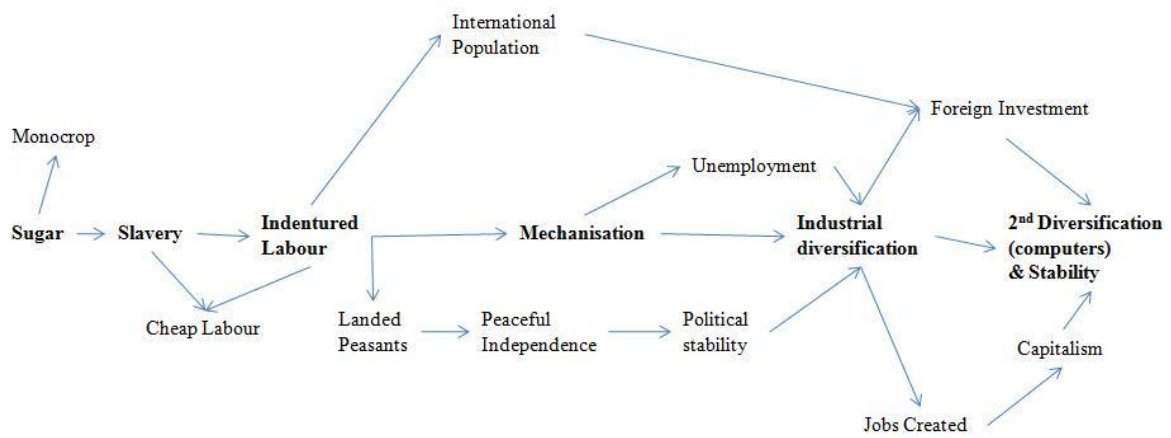 International
Population
Foreign Investment
Monocrop
Unemployment
Sugar
Slavery
Indentured
Labour
Mechanisation
Industrial
diversification
2nd Diversification
(computers)
& Stability
Cheap Labour
Landed
Peasants
Peaceful
Independence
Political
stability
Capitalism
Jobs Created